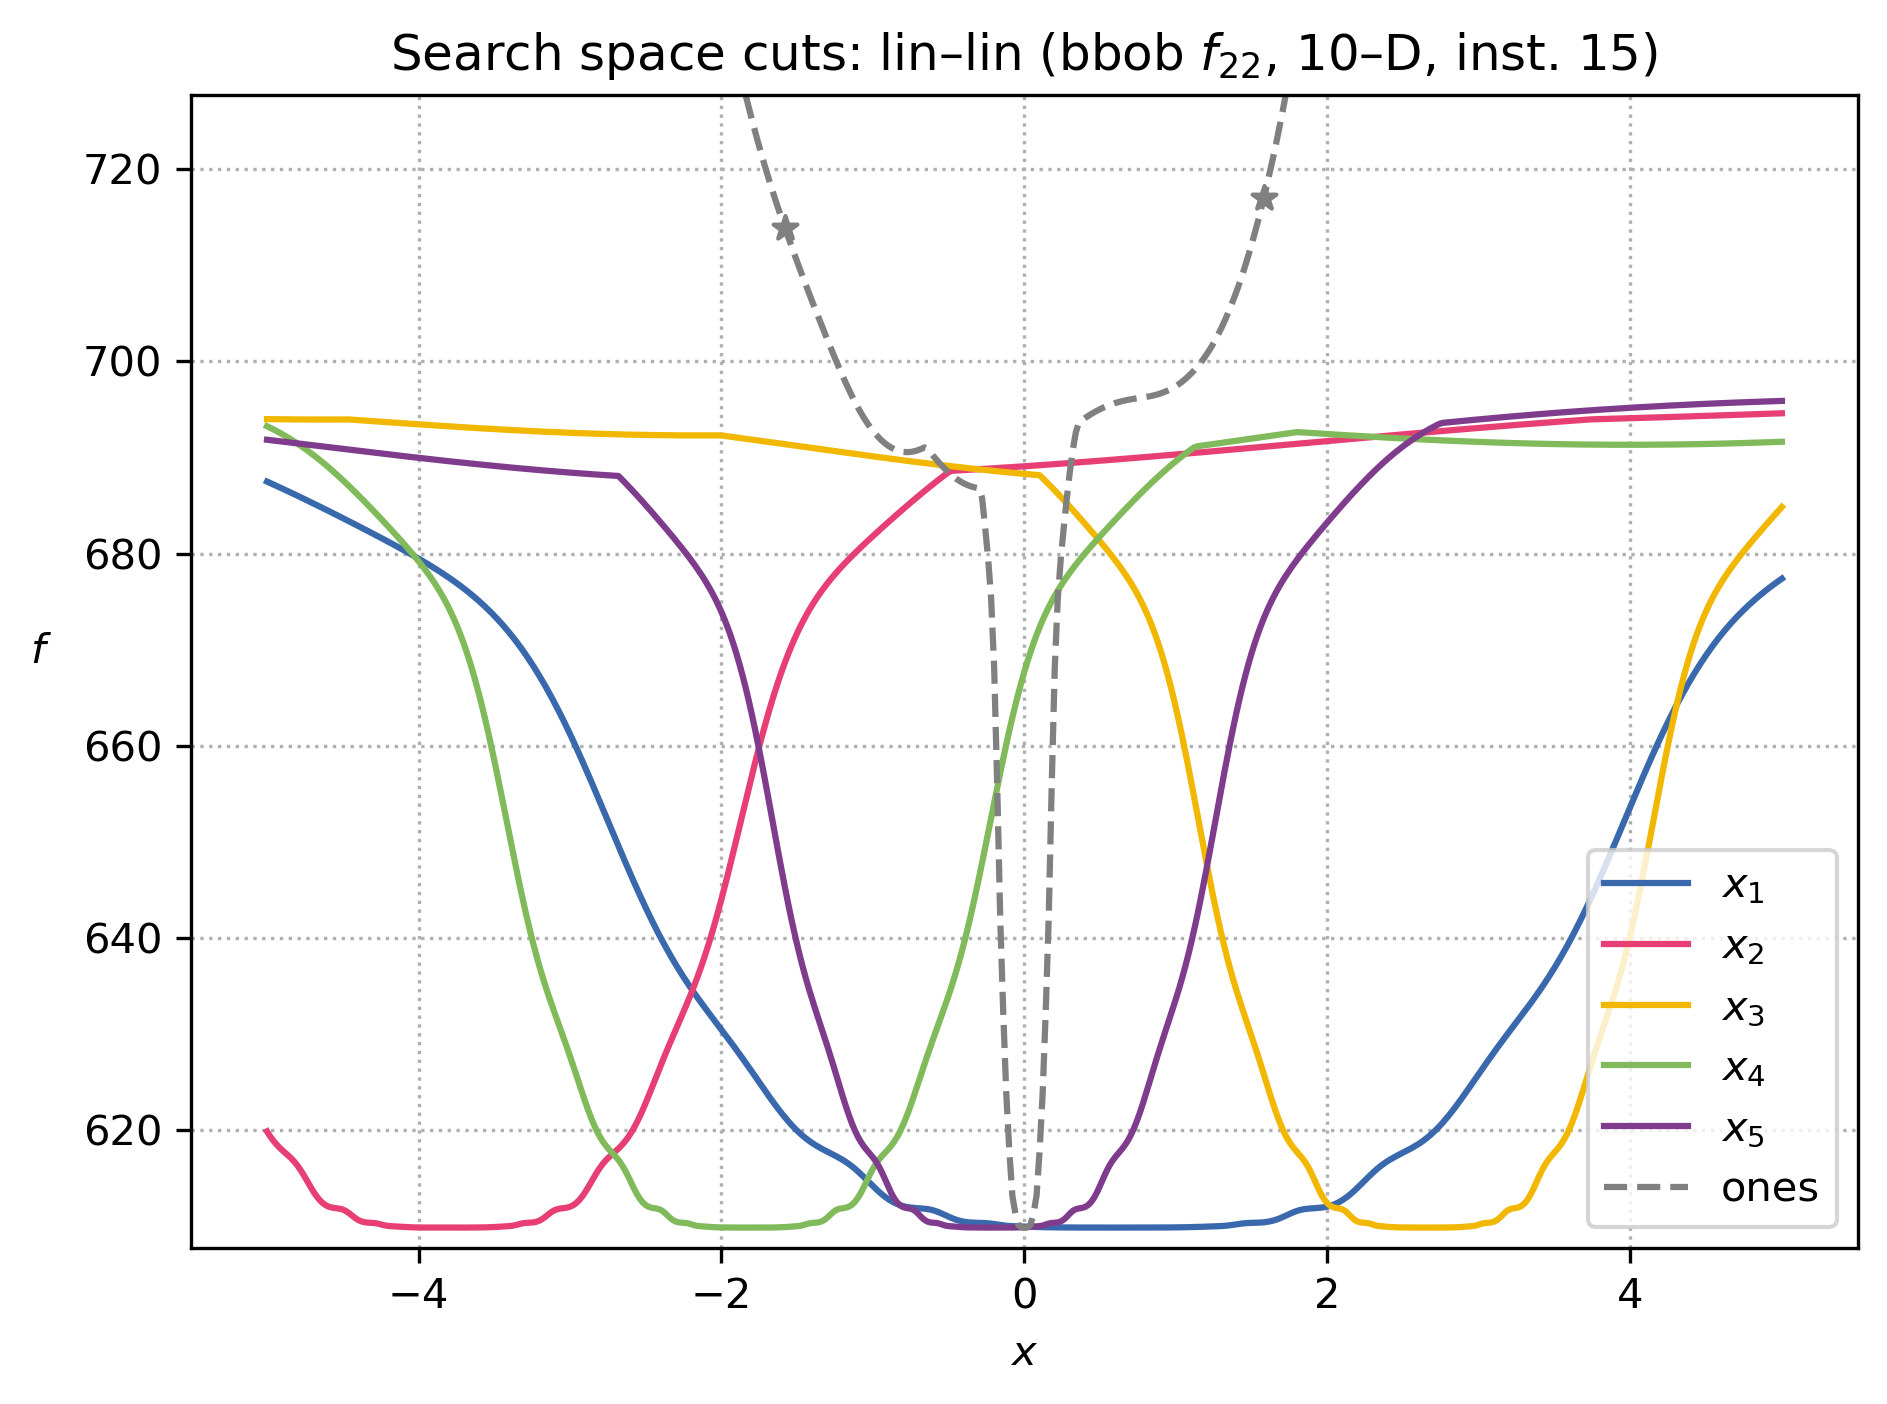 Search space cuts: lin–lin (bbob f₂₂, 10–D, inst. 15)
720
700
680
660
640
620
f
−4
−2
0
2
4
x
x₁
x₂
x₃
x₄
x₅
ones